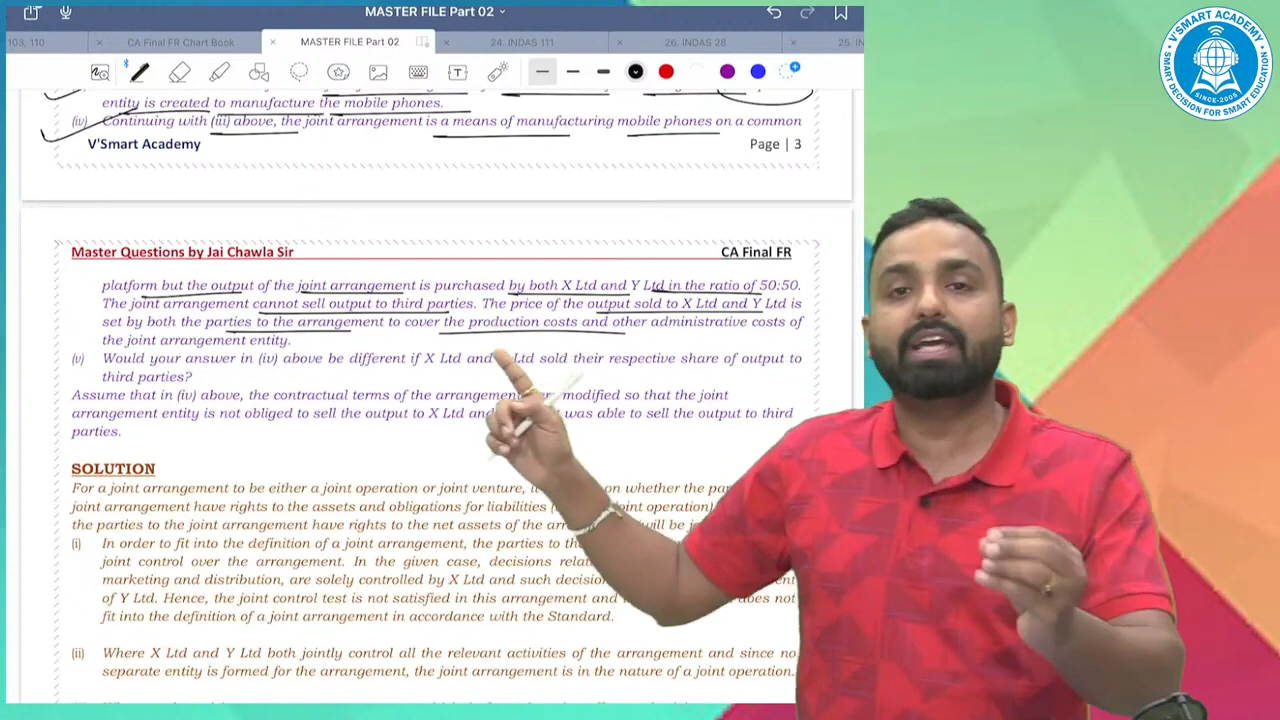 MASTER FILE Part 02
103, 110
CA Final FR Chart Book
MASTER FILE Part 02
24. INDAS 111
26. INDAS 28
25. IN
entity is created to manufacture the mobile phones.
(iv) Continuing with (iii) above, the joint arrangement is a means of manufacturing mobile phones on a common
V'Smart Academy
Page | 3
Master Questions by Jai Chawla Sir
CA Final FR
platform but the output of the joint arrangement is purchased by both X Ltd and Y Ltd in the ratio of 50:50.
The joint arrangement cannot sell output to third parties. The price of the output sold to X Ltd and Y Ltd is
set by both the parties to the arrangement to cover the production costs and other administrative costs of
the joint arrangement entity.
(v) Would your answer in (iv) above be different if X Ltd and Ltd sold their respective share of output to
third parties?
Assume that in (iv) above, the contractual terms of the arrangement modified so that the joint
arrangement entity is not obliged to sell the output to X Ltd and was able to sell the output to third
parties.
SOLUTION
For a joint arrangement to be either a joint operation or joint venture, on whether the
joint arrangement have rights to the assets and obligations for liabilities operation)
the parties to the joint arrangement have rights to the net assets of the will be
(i) In order to fit into the definition of a joint arrangement, the parties to
joint control over the arrangement. In the given case, decisions
marketing and distribution, are solely controlled by X Ltd and such
of Y Ltd. Hence, the joint control test is not satisfied in this arrangement and does not
fit into the definition of a joint arrangement in accordance with the Standard.
(ii) Where X Ltd and Y Ltd both jointly control all the relevant activities of the arrangement and since no
separate entity is formed for the arrangement, the joint arrangement is in the nature of a joint operation.
V'SMART ACADEMY
SMART DECISION FOR SMART EDUCATION
SINCE-2005